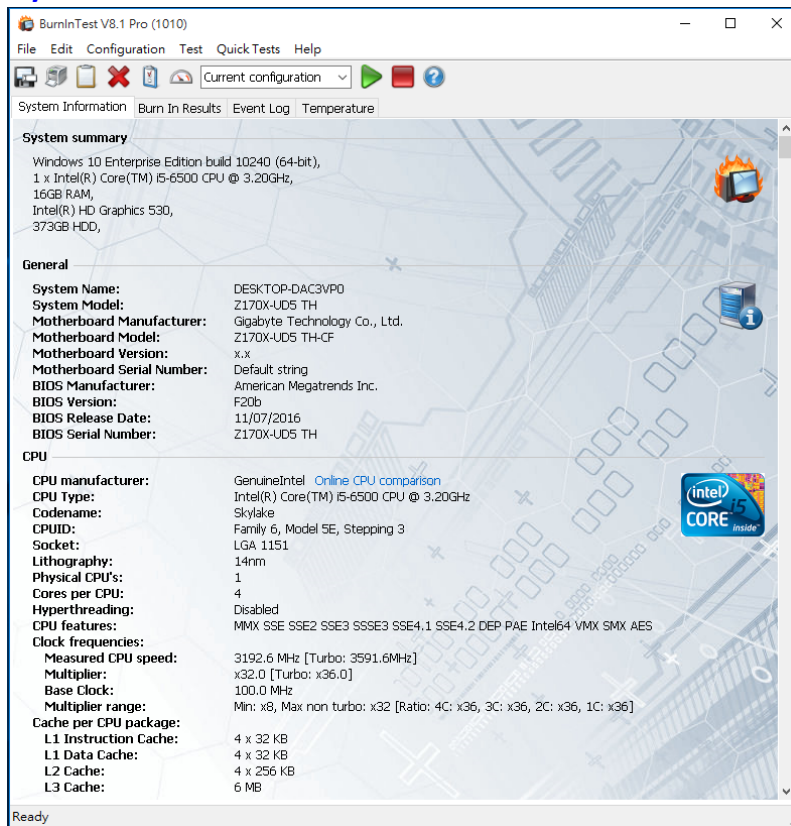 BurnInTest V8.1 Pro (1010)
File Edit Configuration Test Quick Tests Help
Current configuration
System Information Burn In Results Event Log Temperature
System summary
Windows 10 Enterprise Edition build 10240 (64-bit),
1 x Intel(R) Core(TM) i5-6500 CPU @ 3.20GHz,
16GB RAM,
Intel(R) HD Graphics 530,
373GB HDD,
General
System Name: DESKTOP-DAC3VP0
System Model: Z170X-UD5 TH
Motherboard Manufacturer: Gigabyte Technology Co., Ltd.
Motherboard Model: Z170X-UD5 TH-CF
Motherboard Version: x.x
Motherboard Serial Number: Default string
BIOS Manufacturer: American Megatrends Inc.
BIOS Version: F20b
BIOS Release Date: 11/07/2016
BIOS Serial Number: Z170X-UD5 TH
CPU
CPU manufacturer: GenuineIntel Online CPU comparison
CPU Type: Intel(R) Core(TM) i5-6500 CPU @ 3.20GHz
Codename: Skylake
CPUID: Family 6, Model 5E, Stepping 3
Socket: LGA 1151
Lithography: 14nm
Physical CPU's: 1
Cores per CPU: 4
Hyperthreading: Disabled
CPU features: MMX SSE SSE2 SSE3 SSSE3 SSE4.1 SSE4.2 DEP PAE Intel64 VMX SMX AES
Clock frequencies:
Measured CPU speed: 3192.6 MHz [Turbo: 3591.6MHz]
Multiplier: x32.0 [Turbo: x36.0]
Base Clock: 100.0 MHz
Multiplier range: Min: x8, Max non turbo: x32 [Ratio: 4C: x36, 3C: x36, 2C: x36, 1C: x36]
Cache per CPU package:
L1 Instruction Cache: 4 x 32 KB
L1 Data Cache: 4 x 32 KB
L2 Cache: 4 x 256 KB
L3 Cache: 6 MB
(intel)
i5
CORE inside
Ready